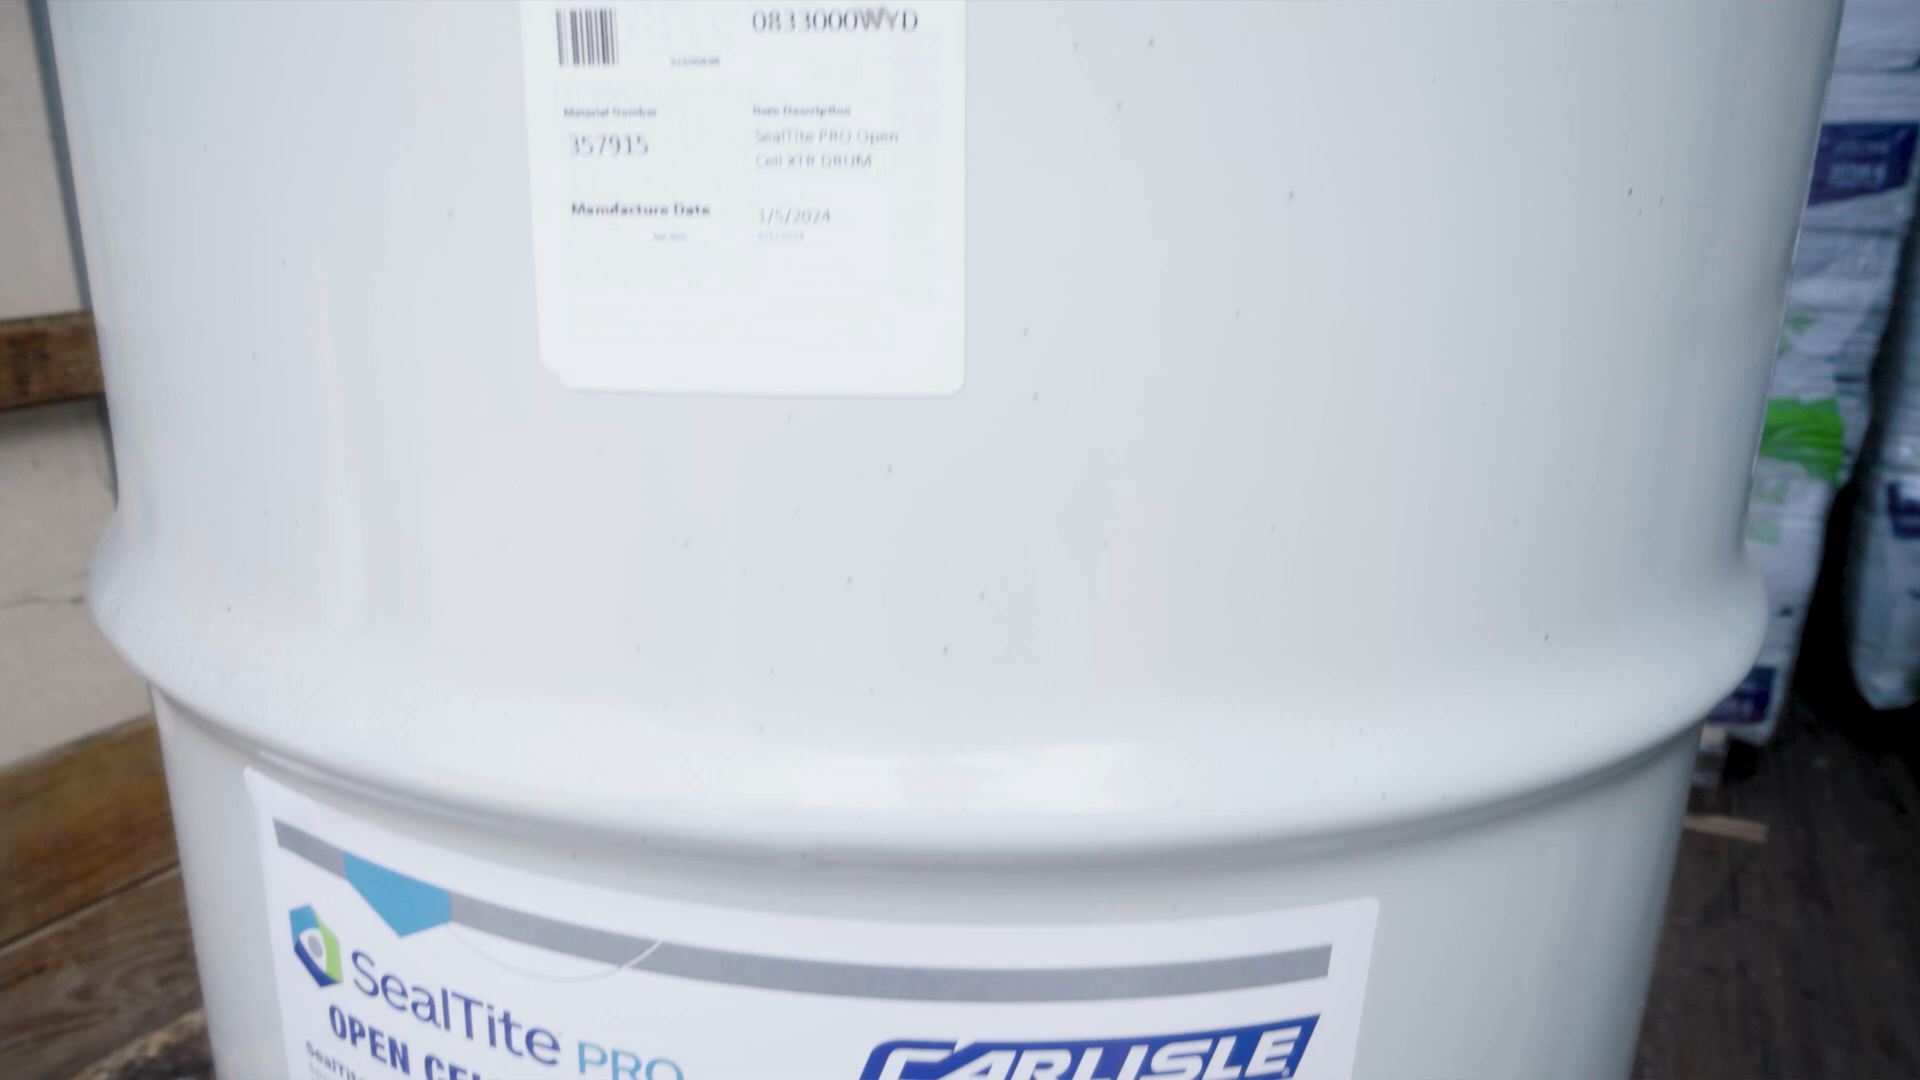 0833000WYD
Material Number
Item Description
357915
SealTite PRO Open
Cell XTR DRUM
Manufacture Date
1/5/2024
SealTite PRO
OPEN
CARLISLE